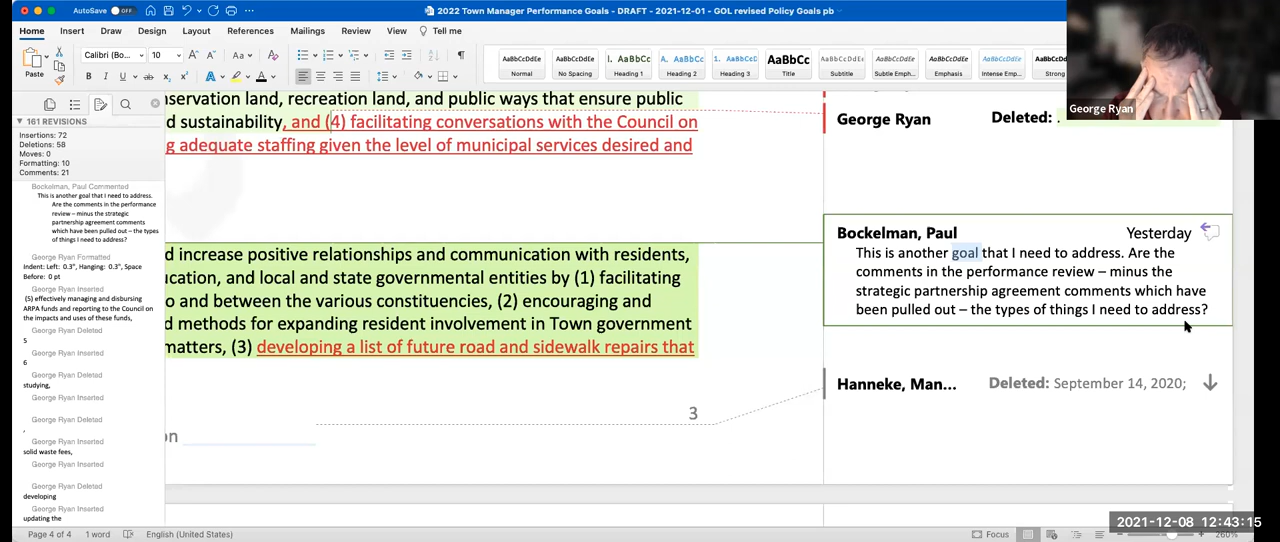 AutoSave OFF
2022 Town Manager Performance Goals - DRAFT - 2021-12-01 - GOL revised Policy Goals pb
Home Insert Draw Design Layout References Mailings Review View Tell me
Paste
Calibri (Bo... 10
AaBbCcDdEe AaBbCcDdEe I. AaBbCc A. AaBbCc 1. AaBbCcD AaBbCc AaBbCcDdEe AaBbCcDdEe AaBbCcDdEe AaBbCcDdEe AaBbCcDdEe
Normal No Spacing Heading 1 Heading 2 Heading 3 Title Subtitle Subtle Emph... Emphasis Intense Emp... Strong
George Ryan
161 REVISIONS
Insertions: 72
Deletions: 58
Moves: 0
Formatting: 10
Comments: 21
Bockelman, Paul Commented
This is another goal that I need to address.
Are the comments in the performance
review – minus the strategic
partnership agreement comments
which have been pulled out – the types
of things I need to address?
George Ryan Formatted
Indent: Left: 0.3", Hanging: 0.3", Space
Before: 0 pt
George Ryan Inserted
(5) effectively managing and disbursing
ARPA funds and reporting to the Council on
the impacts and uses of these funds,
George Ryan Deleted
5
George Ryan Inserted
6
George Ryan Deleted
studying,
George Ryan Inserted
George Ryan Deleted
,
George Ryan Inserted
solid waste fees,
George Ryan Inserted
George Ryan Deleted
developing
George Ryan Inserted
updating the
servation land, recreation land, and public ways that ensure public
d sustainability, and (4) facilitating conversations with the Council on
g adequate staffing given the level of municipal services desired and
d increase positive relationships and communication with residents,
ucation, and local and state governmental entities by (1) facilitating
o and between the various constituencies, (2) encouraging and
d methods for expanding resident involvement in Town government
matters, (3) developing a list of future road and sidewalk repairs that
3
on
George Ryan Deleted: .
Bockelman, Paul Yesterday
This is another goal that I need to address. Are the
comments in the performance review – minus the
strategic partnership agreement comments which have
been pulled out – the types of things I need to address?
Hanneke, Man... Deleted: September 14, 2020;
Page 4 of 4 1 word English (United States) Focus 260%
2021-12-08 12:43:15